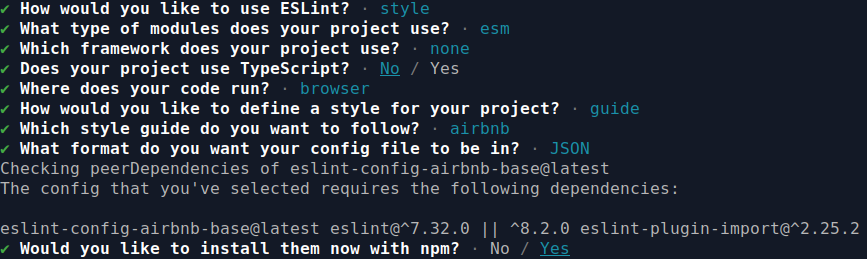 ✔ How would you like to use ESLint? · style
✔ What type of modules does your project use? · esm
✔ Which framework does your project use? · none
✔ Does your project use TypeScript? · No / Yes
✔ Where does your code run? · browser
✔ How would you like to define a style for your project? · guide
✔ Which style guide do you want to follow? · airbnb
✔ What format do you want your config file to be in? · JSON
Checking peerDependencies of eslint-config-airbnb-base@latest
The config that you've selected requires the following dependencies:
eslint-config-airbnb-base@latest eslint@^7.32.0 || ^8.2.0 eslint-plugin-import@^2.25.2
✔ Would you like to install them now with npm? · No / Yes